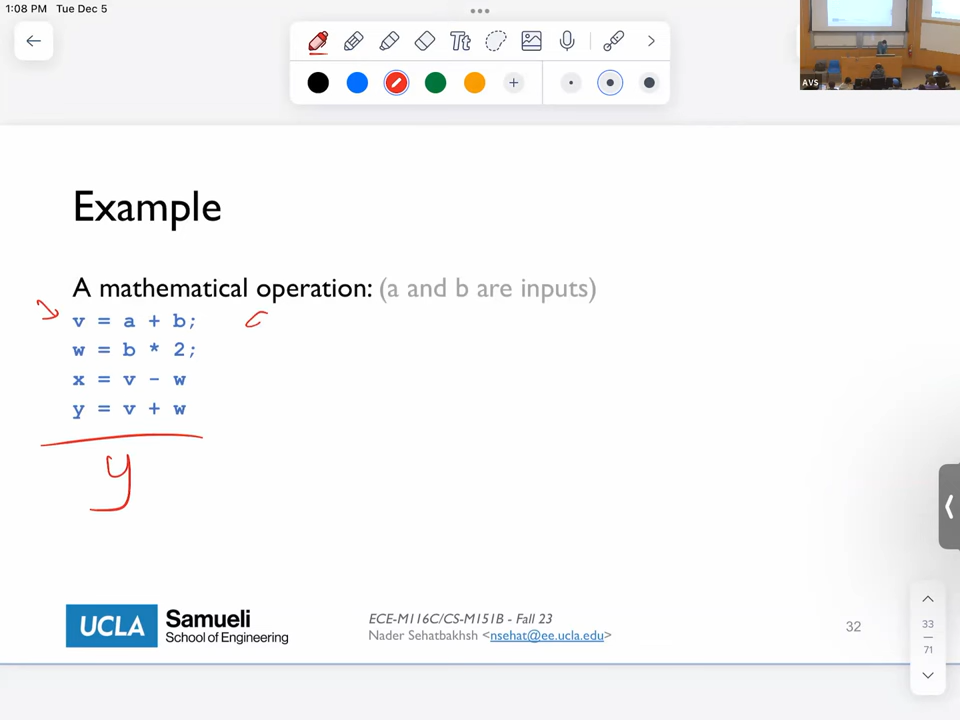 1:08 PM Tue Dec 5
Tt
AVS
Example
A mathematical operation: (a and b are inputs)
v = a + b;
w = b * 2;
x = v - w
y = v + w
y
UCLA
Samueli
School of Engineering
ECE-M116C/CS-M151B - Fall 23
Nader Sehatbakhsh <nsehat@ee.ucla.edu>
32
33
71